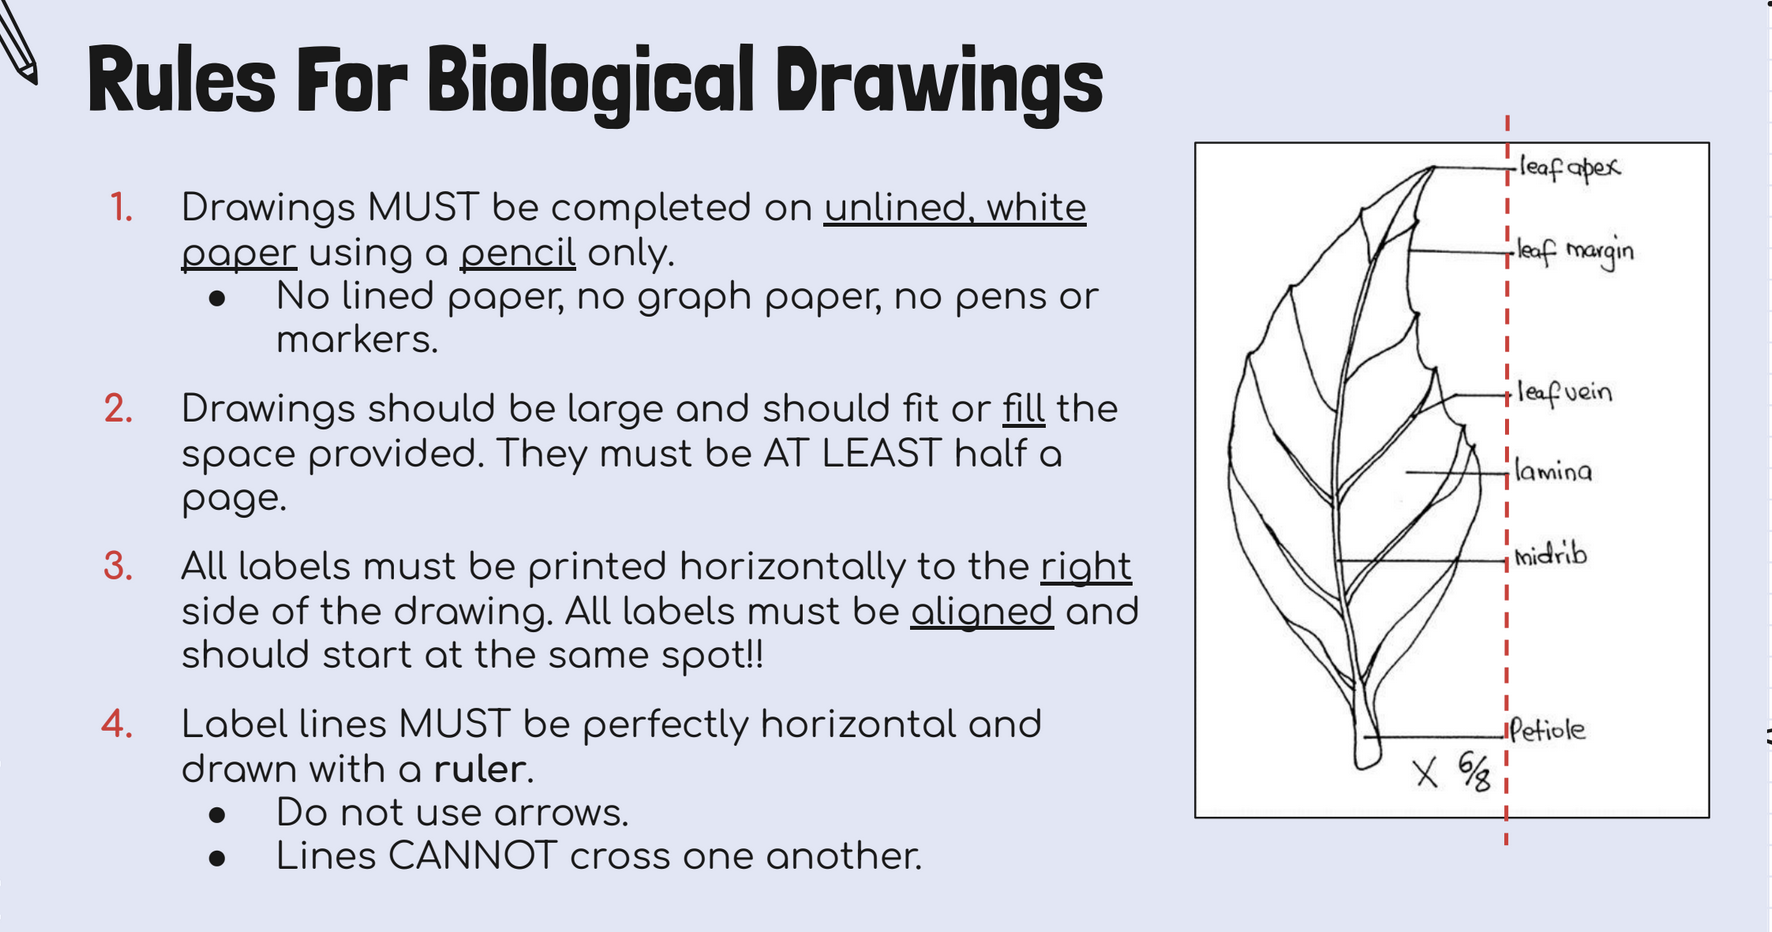 Rules For Biological Drawings
1. Drawings MUST be completed on unlined, white
paper using a pencil only.
● No lined paper, no graph paper, no pens or
markers.
2. Drawings should be large and should fit or fill the
space provided. They must be AT LEAST half a
page.
3. All labels must be printed horizontally to the right
side of the drawing. All labels must be aligned and
should start at the same spot!!
4. Label lines MUST be perfectly horizontal and
drawn with a ruler.
● Do not use arrows.
● Lines CANNOT cross one another.
leaf apex
leaf margin
leaf vein
lamina
midrib
Petiole
X 6/8